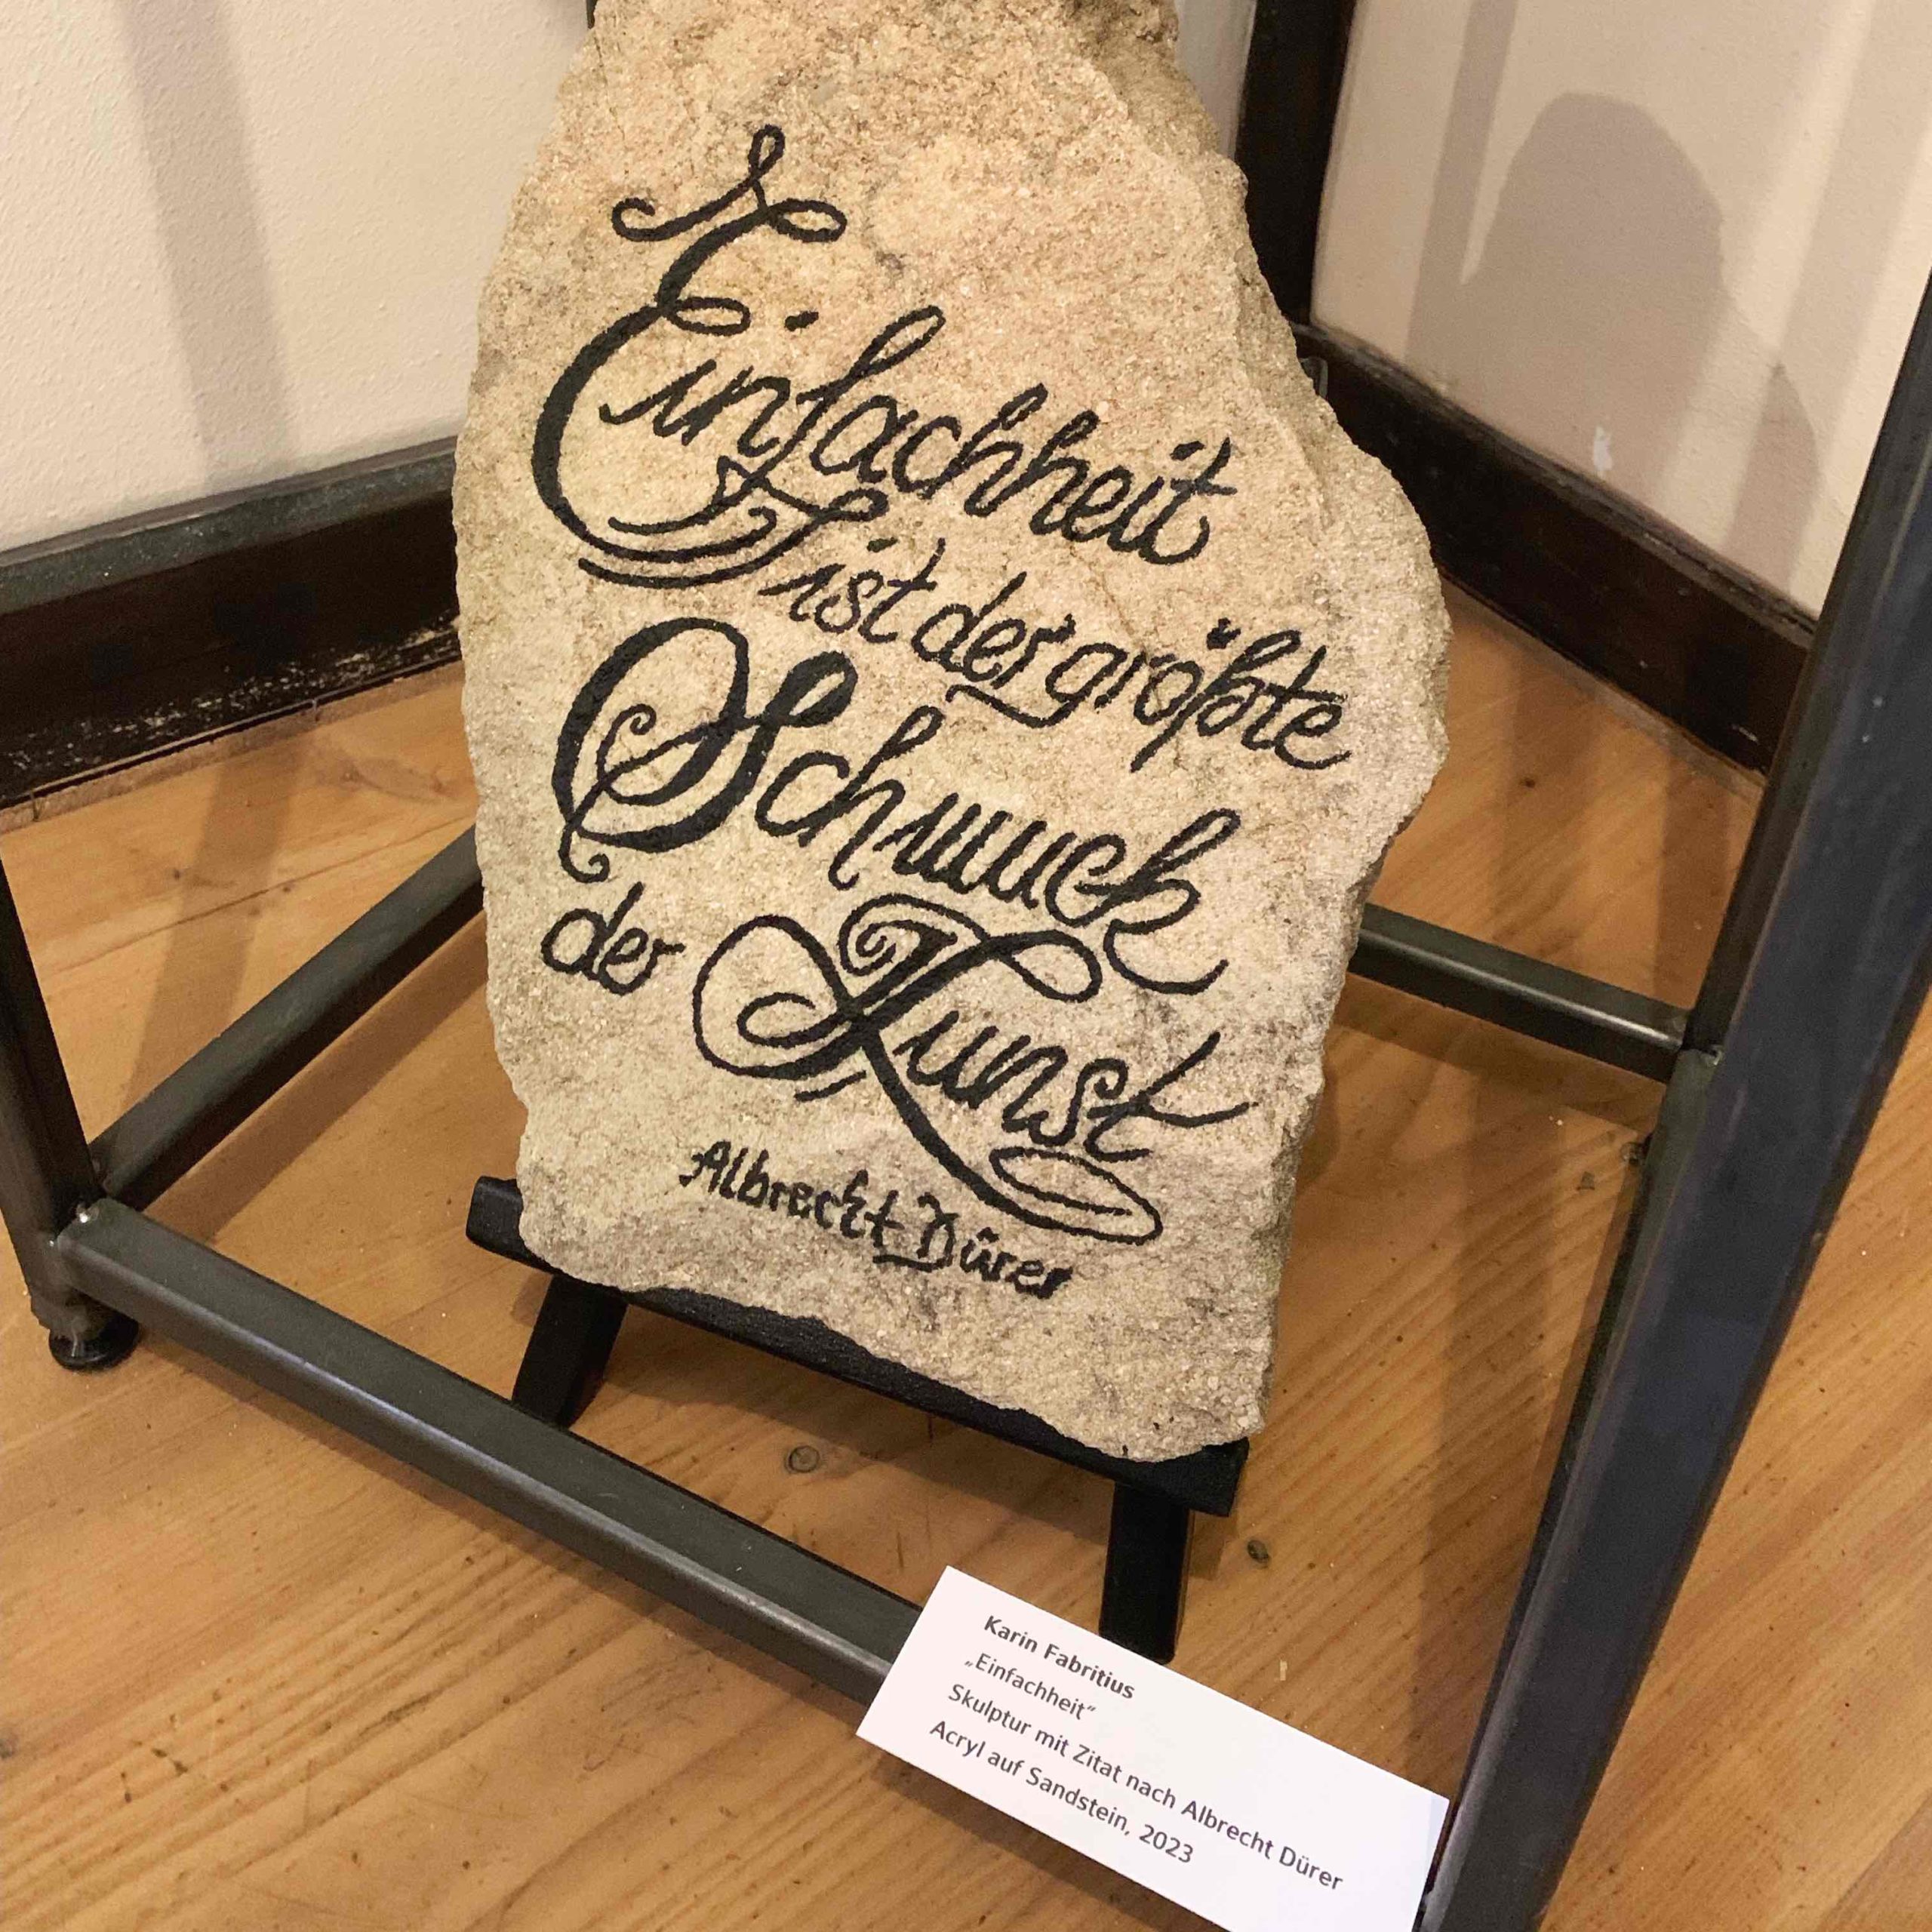 Einfachheit
ist der größte
Schmuck
der Kunst
Albrecht Dürer
Karin Fabritius
„Einfachheit“
Skulptur mit Zitat nach Albrecht Dürer
Acryl auf Sandstein, 2023